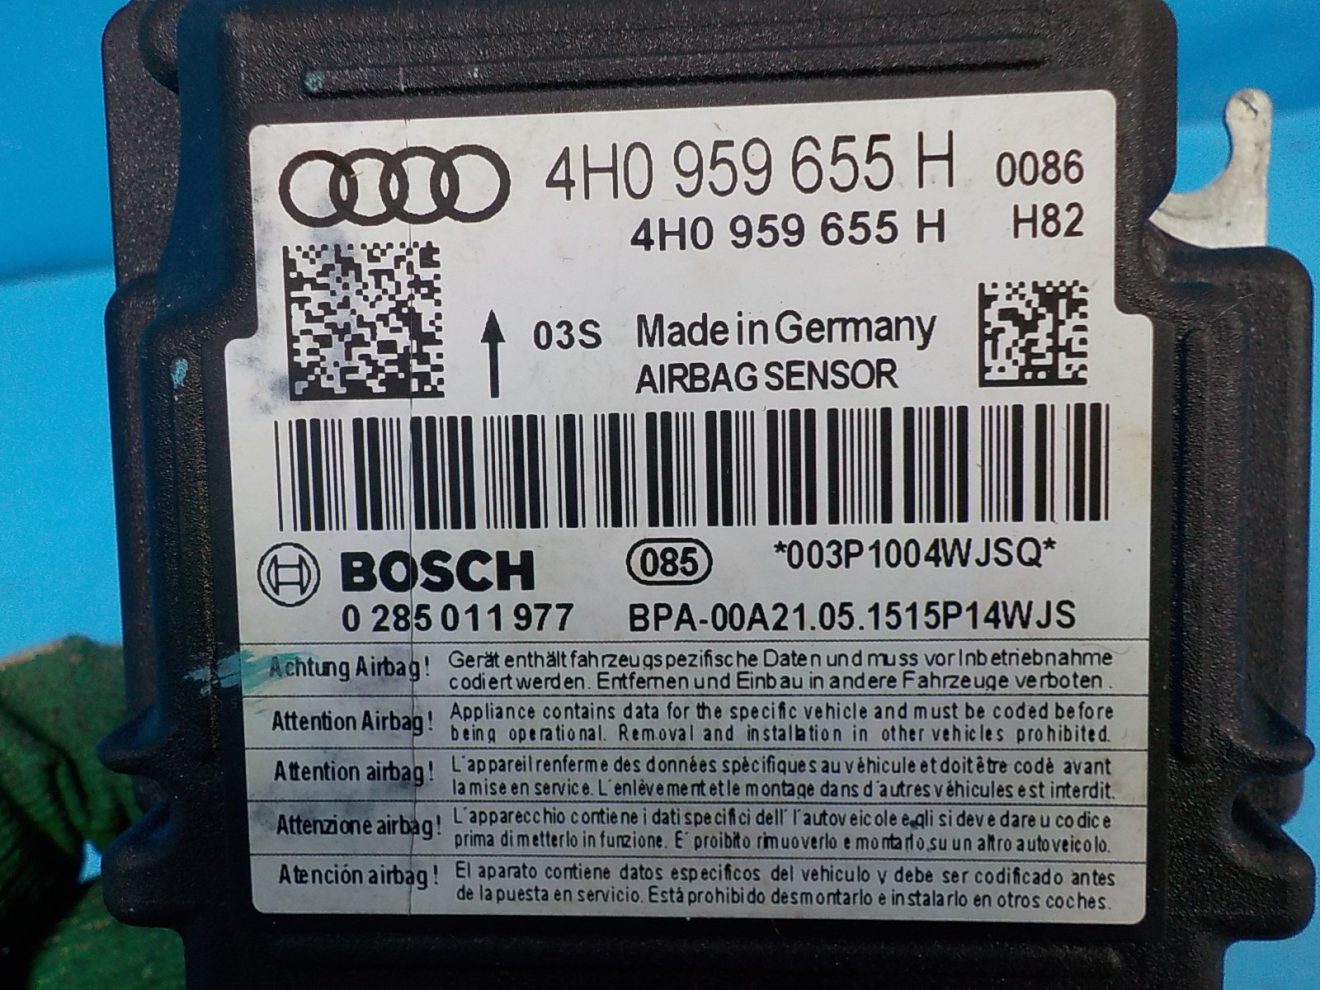 4H0 959 655 H 0086
4H0 959 655 H H82
03S Made in Germany
AIRBAG SENSOR
BOSCH 085 *003P1004WJSQ*
0 285 011 977 BPA-00A21.05.1515P14WJS
Achtung Airbag! Gerät enthält fahrzeugspezifische Daten und muss vor Inbetriebnahme
codiert werden. Entfernen und Einbau in andere Fahrzeuge verboten.
Attention Airbag! Appliance contains data for the specific vehicle and must be coded before
being operational. Removal and installation in other vehicles prohibited.
Attention airbag! L'appareil renferme des données spécifiques au véhicule et doit être codé avant
la mise en service. L'enlèvement et le montage dans d'autres véhicules est interdit.
Attenzione airbag! L'apparecchio contiene i dati specifici dell' l'autoveicolo e gli si deve dare u codice
prima di metterlo in funzione. E' proibito rimuoverlo e montarlo su un altro autoveicolo.
Atención airbag! El aparato contiene datos especificos del vehiculo y debe ser codificado antes
de la puesta en servicio. Está prohibido desmontarlo e instalarlo en otros coches.